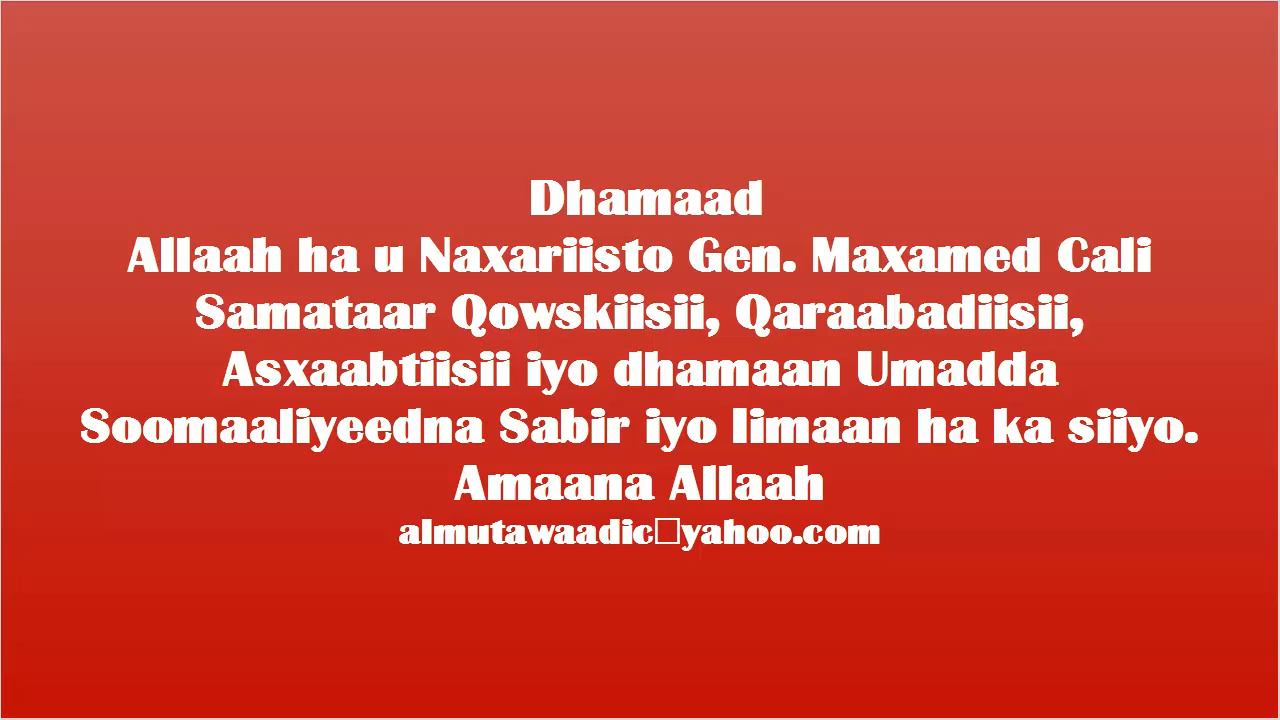 Dhamaad
Allaah ha u Naxariisto Gen. Maxamed Cali
Samataar Qowskiisii, Qaraabadiisii,
Asxaabtiisii iyo dhamaan Umadda
Soomaaliyeedna Sabir iyo Iimaan ha ka siiyo.
Amaana Allaah
almutawaadic□yahoo.com